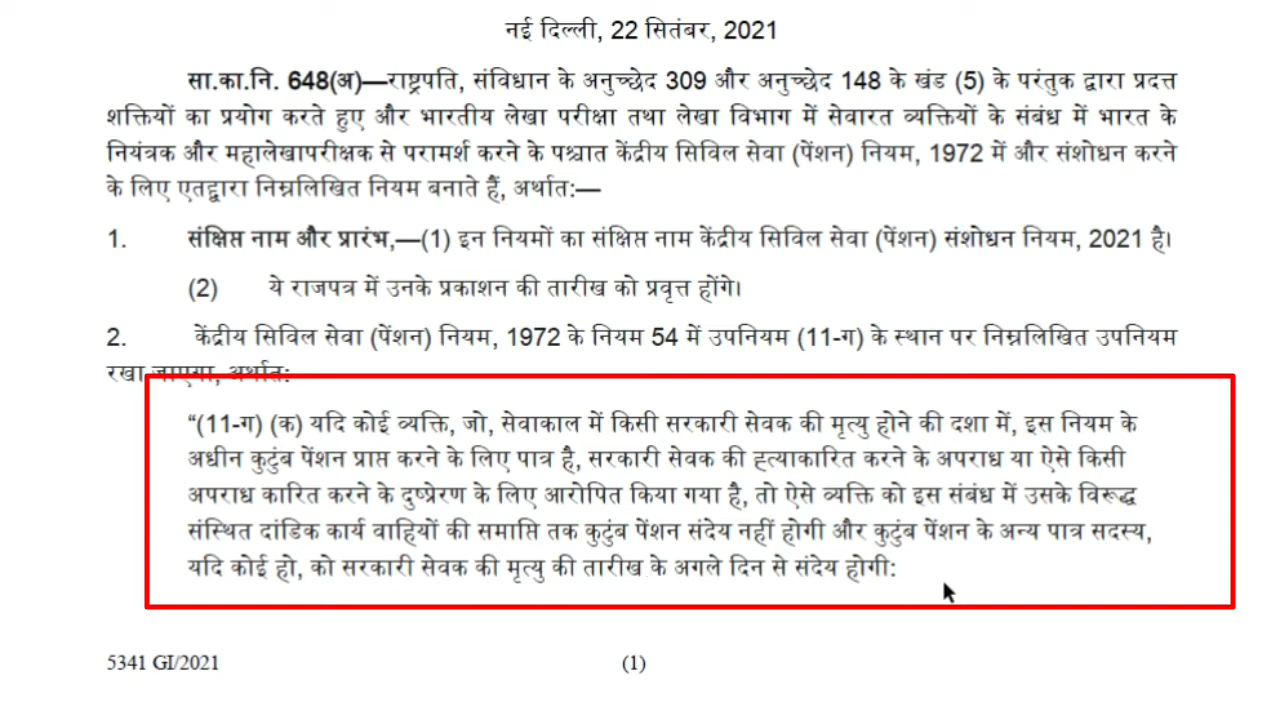 नई दिल्ली, 22 सितंबर, 2021
सा.का.नि. 648(अ)—राष्ट्रपति, संविधान के अनुच्छेद 309 और अनुच्छेद 148 के खंड (5) के परंतुक द्वारा प्रदत्त
शक्तियों का प्रयोग करते हुए और भारतीय लेखा परीक्षा तथा लेखा विभाग में सेवारत व्यक्तियों के संबंध में भारत के
नियंत्रक और महालेखापरीक्षक से परामर्श करने के पश्चात केंद्रीय सिविल सेवा (पेंशन) नियम, 1972 में और संशोधन करने
के लिए एतद्द्वारा निम्नलिखित नियम बनाते हैं, अर्थात:—
1. संक्षिप्त नाम और प्रारंभ,—(1) इन नियमों का संक्षिप्त नाम केंद्रीय सिविल सेवा (पेंशन) संशोधन नियम, 2021 है।
(2) ये राजपत्र में उनके प्रकाशन की तारीख को प्रवृत्त होंगे।
2. केंद्रीय सिविल सेवा (पेंशन) नियम, 1972 के नियम 54 में उपनियम (11-ग) के स्थान पर निम्नलिखित उपनियम
रखा जाएगा, अर्थात:
“(11-ग) (क) यदि कोई व्यक्ति, जो, सेवाकाल में किसी सरकारी सेवक की मृत्यु होने की दशा में, इस नियम के
अधीन कुटुंब पेंशन प्राप्त करने के लिए पात्र है, सरकारी सेवक की ह्त्याकारित करने के अपराध या ऐसे किसी
अपराध कारित करने के दुष्प्रेरण के लिए आरोपित किया गया है, तो ऐसे व्यक्ति को इस संबंध में उसके विरूद्ध
संस्थित दांडिक कार्य वाहियों की समाप्ति तक कुटुंब पेंशन संदेय नहीं होगी और कुटुंब पेंशन के अन्य पात्र सदस्य,
यदि कोई हो, को सरकारी सेवक की मृत्यु की तारीख के अगले दिन से संदेय होगी:
5341 GI/2021 (1)